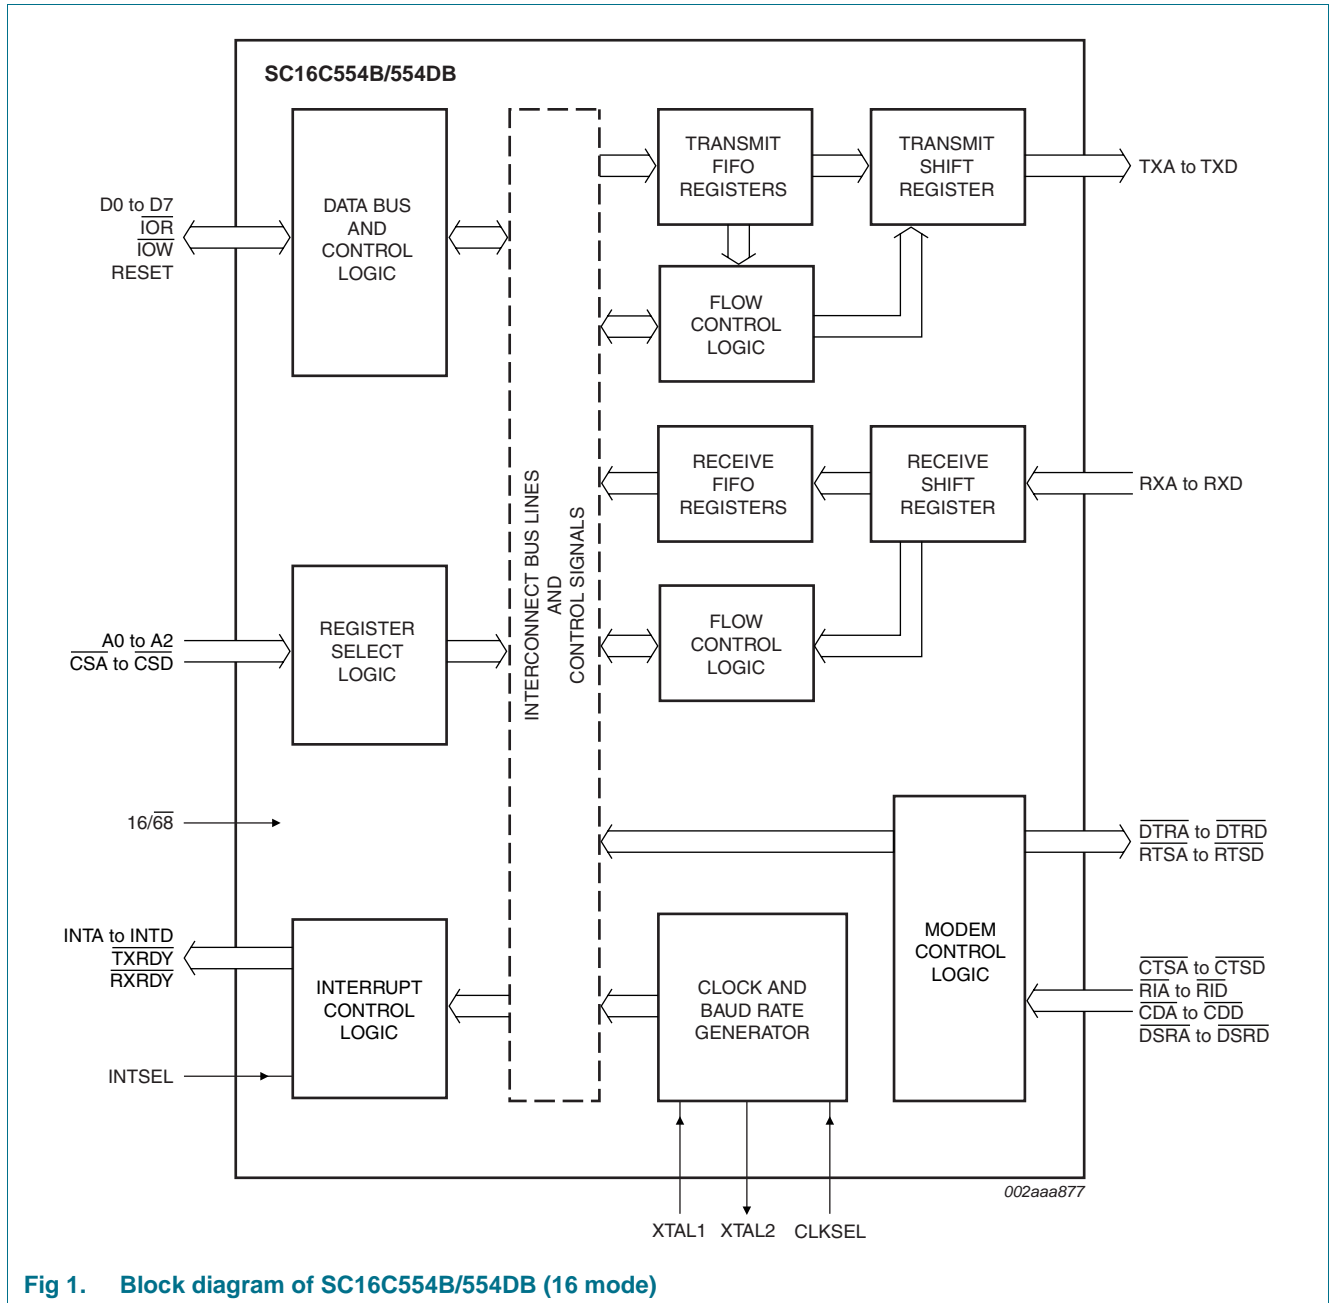 SC16C554B/554DB
D0 to D7
IOR
IOW
RESET
DATA BUS
AND
CONTROL
LOGIC
TRANSMIT
FIFO
REGISTERS
TRANSMIT
SHIFT
REGISTER
TXA to TXD
FLOW
CONTROL
LOGIC
RECEIVE
FIFO
REGISTERS
RECEIVE
SHIFT
REGISTER
RXA to RXD
INTERCONNECT BUS LINES
AND
CONTROL SIGNALS
A0 to A2
CSA to CSD
REGISTER
SELECT
LOGIC
FLOW
CONTROL
LOGIC
16/68
DTRA to DTRD
RTSA to RTSD
MODEM
CONTROL
LOGIC
CTSA to CTSD
RIA to RID
CDA to CDD
DSRA to DSRD
INTA to INTD
TXRDY
RXRDY
INTERRUPT
CONTROL
LOGIC
CLOCK AND
BAUD RATE
GENERATOR
INTSEL
XTAL1 XTAL2 CLKSEL
002aaa877
Fig 1. Block diagram of SC16C554B/554DB (16 mode)